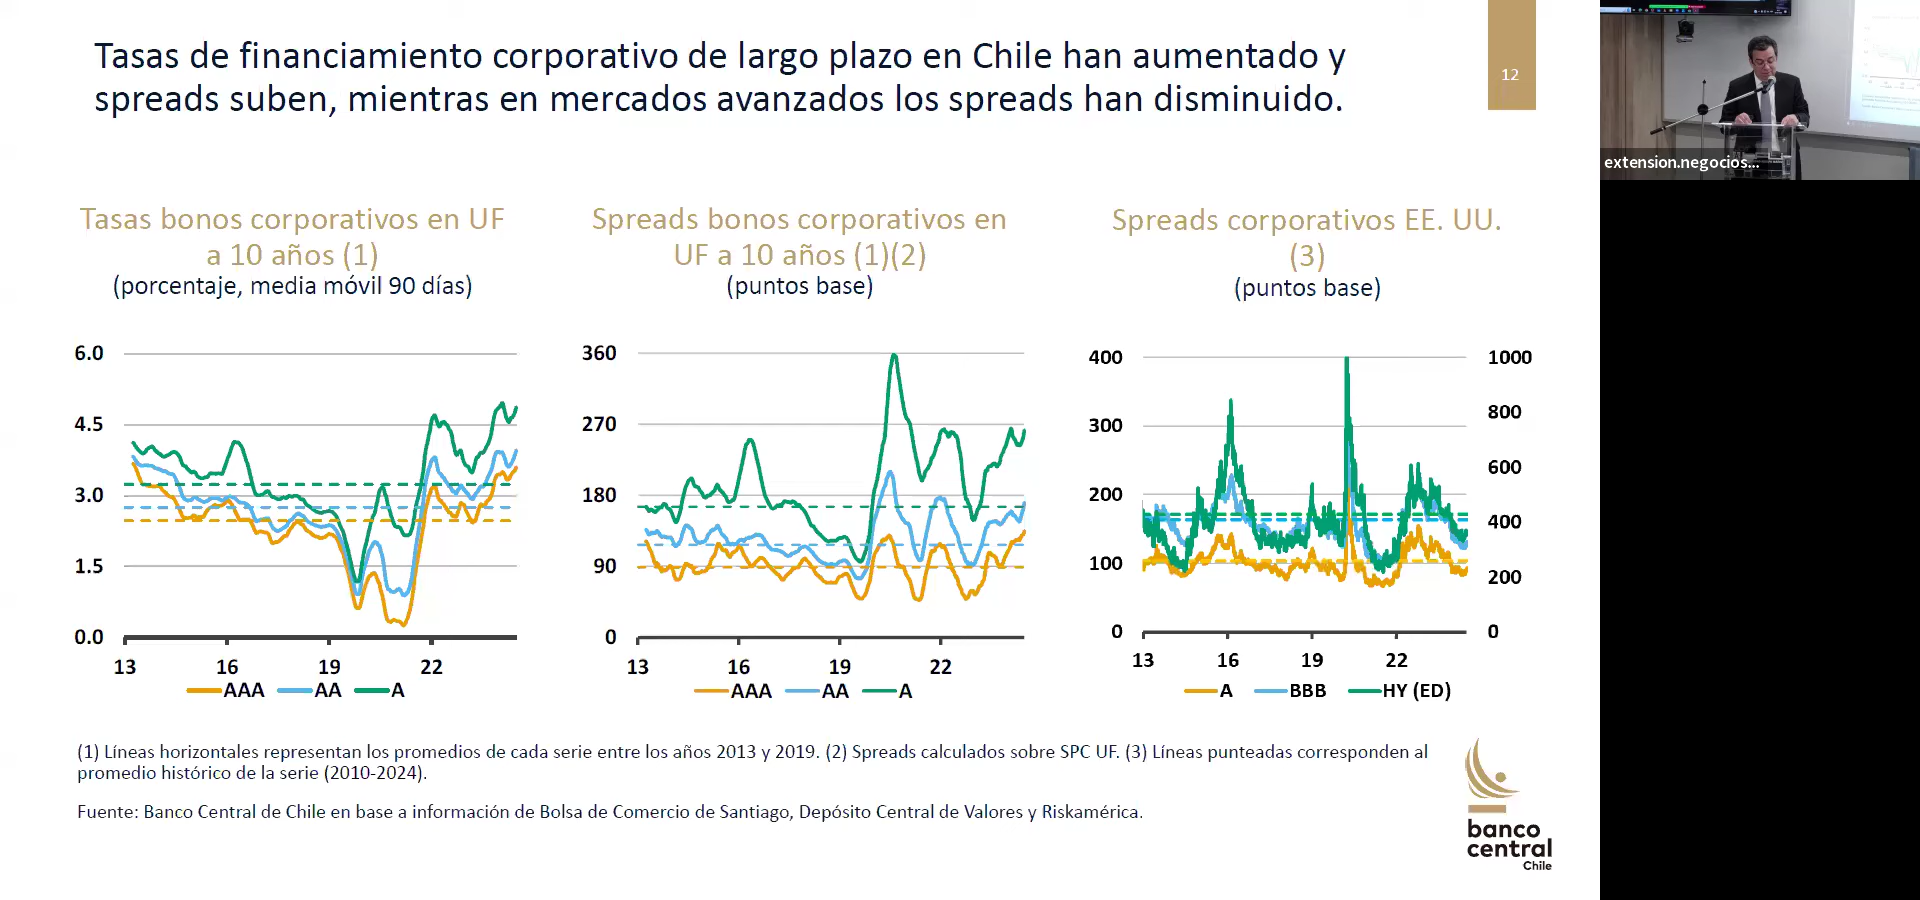 Tasas de financiamiento corporativo de largo plazo en Chile han aumentado y
spreads suben, mientras en mercados avanzados los spreads han disminuido.
12
extension.negocios...
Tasas bonos corporativos en UF
a 10 años (1)
(porcentaje, media móvil 90 días)
6.0
4.5
3.0
1.5
0.0
13 16 19 22
AAA AA A
Spreads bonos corporativos en
UF a 10 años (1)(2)
(puntos base)
360
270
180
90
0
13 16 19 22
AAA AA A
Spreads corporativos EE. UU.
(3)
(puntos base)
400
300
200
100
0
1000
800
600
400
200
0
13 16 19 22
A BBB HY (ED)
(1) Líneas horizontales representan los promedios de cada serie entre los años 2013 y 2019. (2) Spreads calculados sobre SPC UF. (3) Líneas punteadas corresponden al
promedio histórico de la serie (2010-2024).
Fuente: Banco Central de Chile en base a información de Bolsa de Comercio de Santiago, Depósito Central de Valores y Riskamérica.
banco
central
Chile